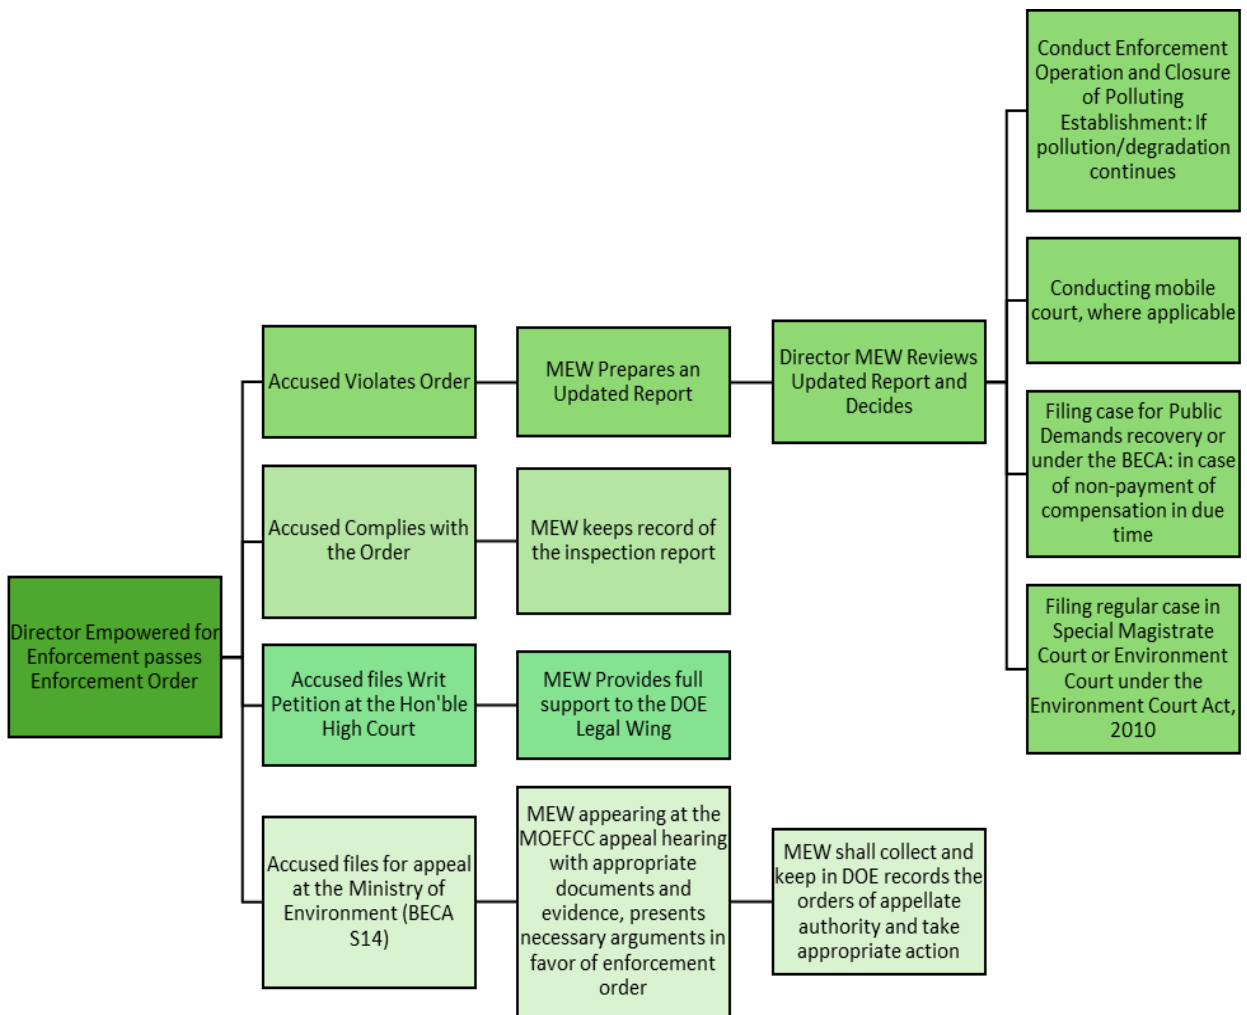 Director Empowered for
Enforcement passes
Enforcement Order
Accused Violates Order
MEW Prepares an
Updated Report
Director MEW Reviews
Updated Report and
Decides
Conduct Enforcement
Operation and Closure
of Polluting
Establishment: If
pollution/degradation
continues
Conducting mobile
court, where applicable
Filing case for Public
Demands recovery or
under the BECA: in case
of non-payment of
compensation in due
time
Filing regular case in
Special Magistrate
Court or Environment
Court under the
Environment Court Act,
2010
Accused Complies with
the Order
MEW keeps record of
the inspection report
Accused files Writ
Petition at the Hon'ble
High Court
MEW Provides full
support to the DOE
Legal Wing
Accused files for appeal
at the Ministry of
Environment (BECA
S14)
MEW appearing at the
MOEFCC appeal hearing
with appropriate
documents and
evidence, presents
necessary arguments in
favor of enforcement
order
MEW shall collect and
keep in DOE records the
orders of appellate
authority and take
appropriate action